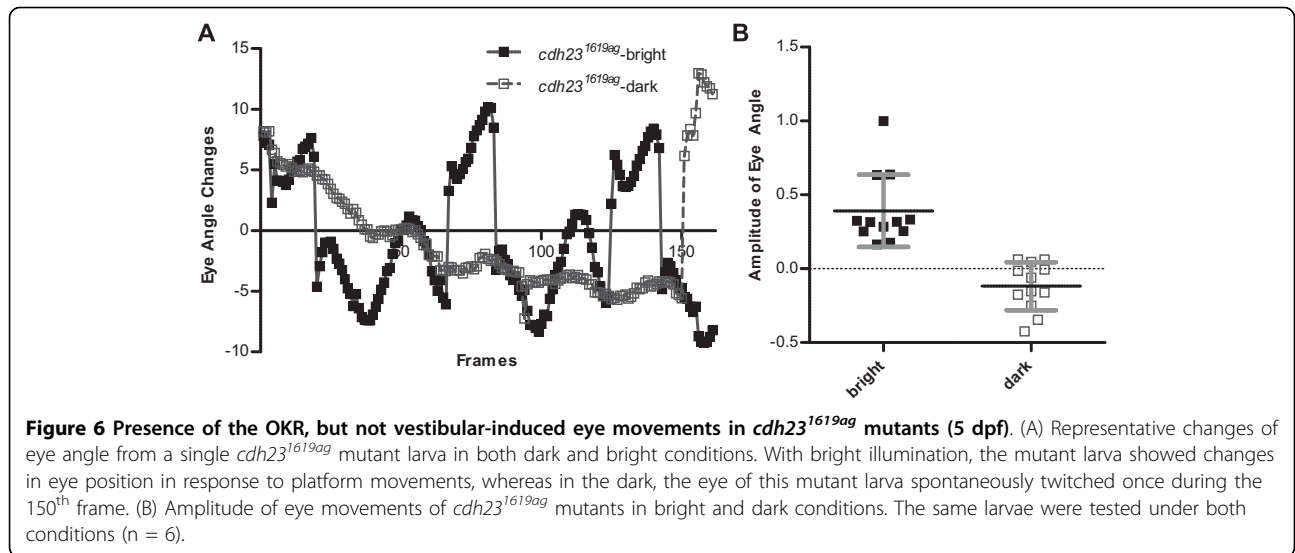 A
15
10
5
0
-5
-10
Eye Angle Changes
50
100
150
Frames
cdh23^1619ag-bright
cdh23^1619ag-dark
B
1.5
1.0
0.5
0.0
-0.5
Amplitude of Eye Angle
bright
dark
Figure 6 Presence of the OKR, but not vestibular-induced eye movements in cdh23^1619ag mutants (5 dpf). (A) Representative changes of
eye angle from a single cdh23^1619ag mutant larva in both dark and bright conditions. With bright illumination, the mutant larva showed changes
in eye position in response to platform movements, whereas in the dark, the eye of this mutant larva spontaneously twitched once during the
150th frame. (B) Amplitude of eye movements of cdh23^1619ag mutants in bright and dark conditions. The same larvae were tested under both
conditions (n = 6).